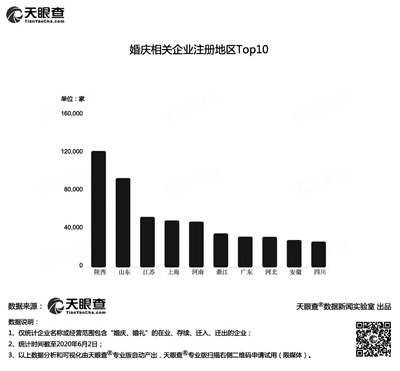 天眼查
TianYanCha.com
婚庆相关企业注册地区Top10
单位：家
160,000
120,000
80,000
40,000
0
陕西 山东 江苏 上海 河南 浙江 广东 河北 安徽 四川
数据来源： 天眼查 TianYanCha.com 天眼查®数据新闻实验室 出品
数据说明：
1、仅统计企业名称或经营范围包含“婚庆、婚礼”的在业、存续、迁入、迁出的企业；
2、统计时间截至2020年6月2日；
3、以上数据分析和可视化由天眼查®专业版自动产出，天眼查®专业版扫描右侧二维码申请试用（限媒体）。